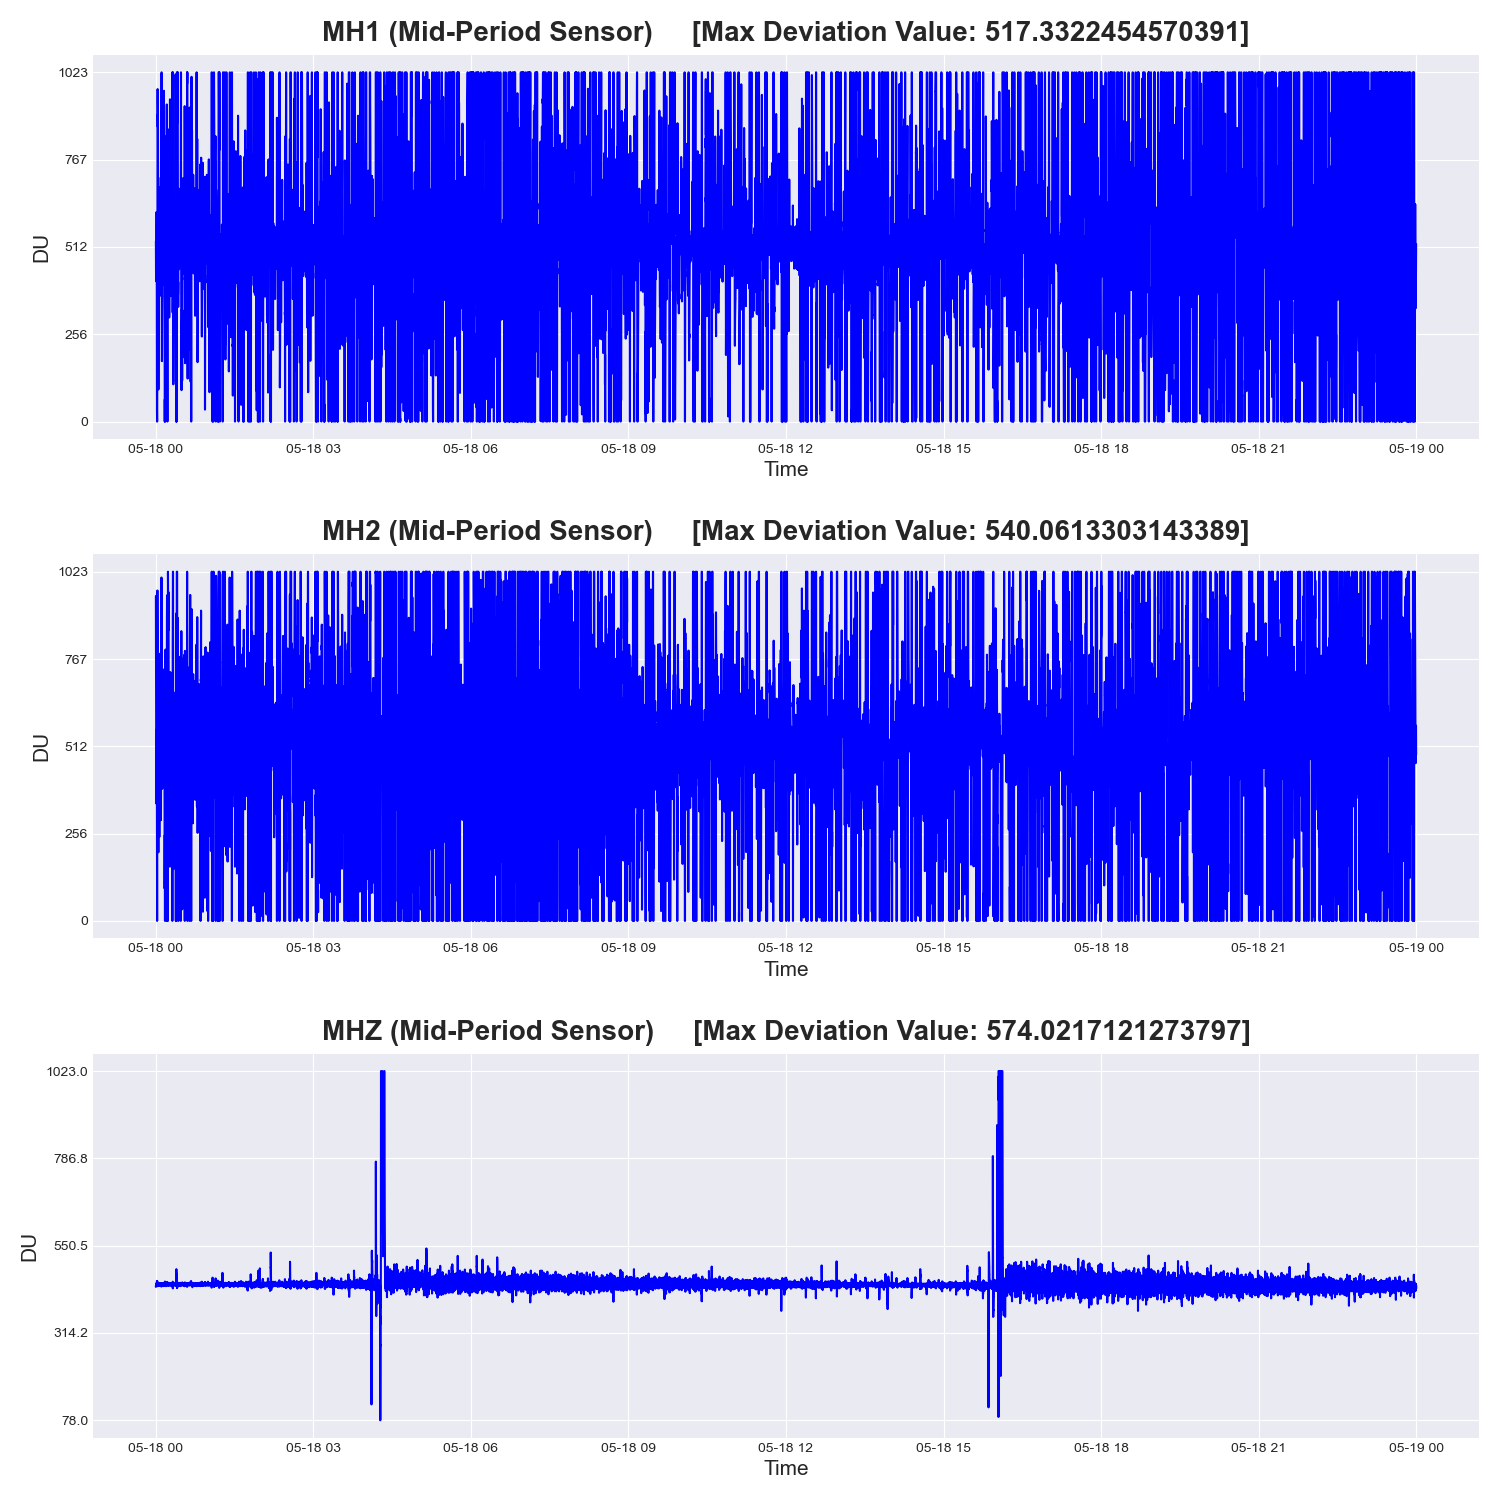 MH1 (Mid-Period Sensor) [Max Deviation Value: 517.3322454570391]
1023
767
512
256
0
DU
05-18 00 05-18 03 05-18 06 05-18 09 05-18 12 05-18 15 05-18 18 05-18 21 05-19 00
Time
MH2 (Mid-Period Sensor) [Max Deviation Value: 540.0613303143389]
1023
767
512
256
0
DU
05-18 00 05-18 03 05-18 06 05-18 09 05-18 12 05-18 15 05-18 18 05-18 21 05-19 00
Time
MHZ (Mid-Period Sensor) [Max Deviation Value: 574.0217121273797]
1023.0
786.8
550.5
314.2
78.0
DU
05-18 00 05-18 03 05-18 06 05-18 09 05-18 12 05-18 15 05-18 18 05-18 21 05-19 00
Time